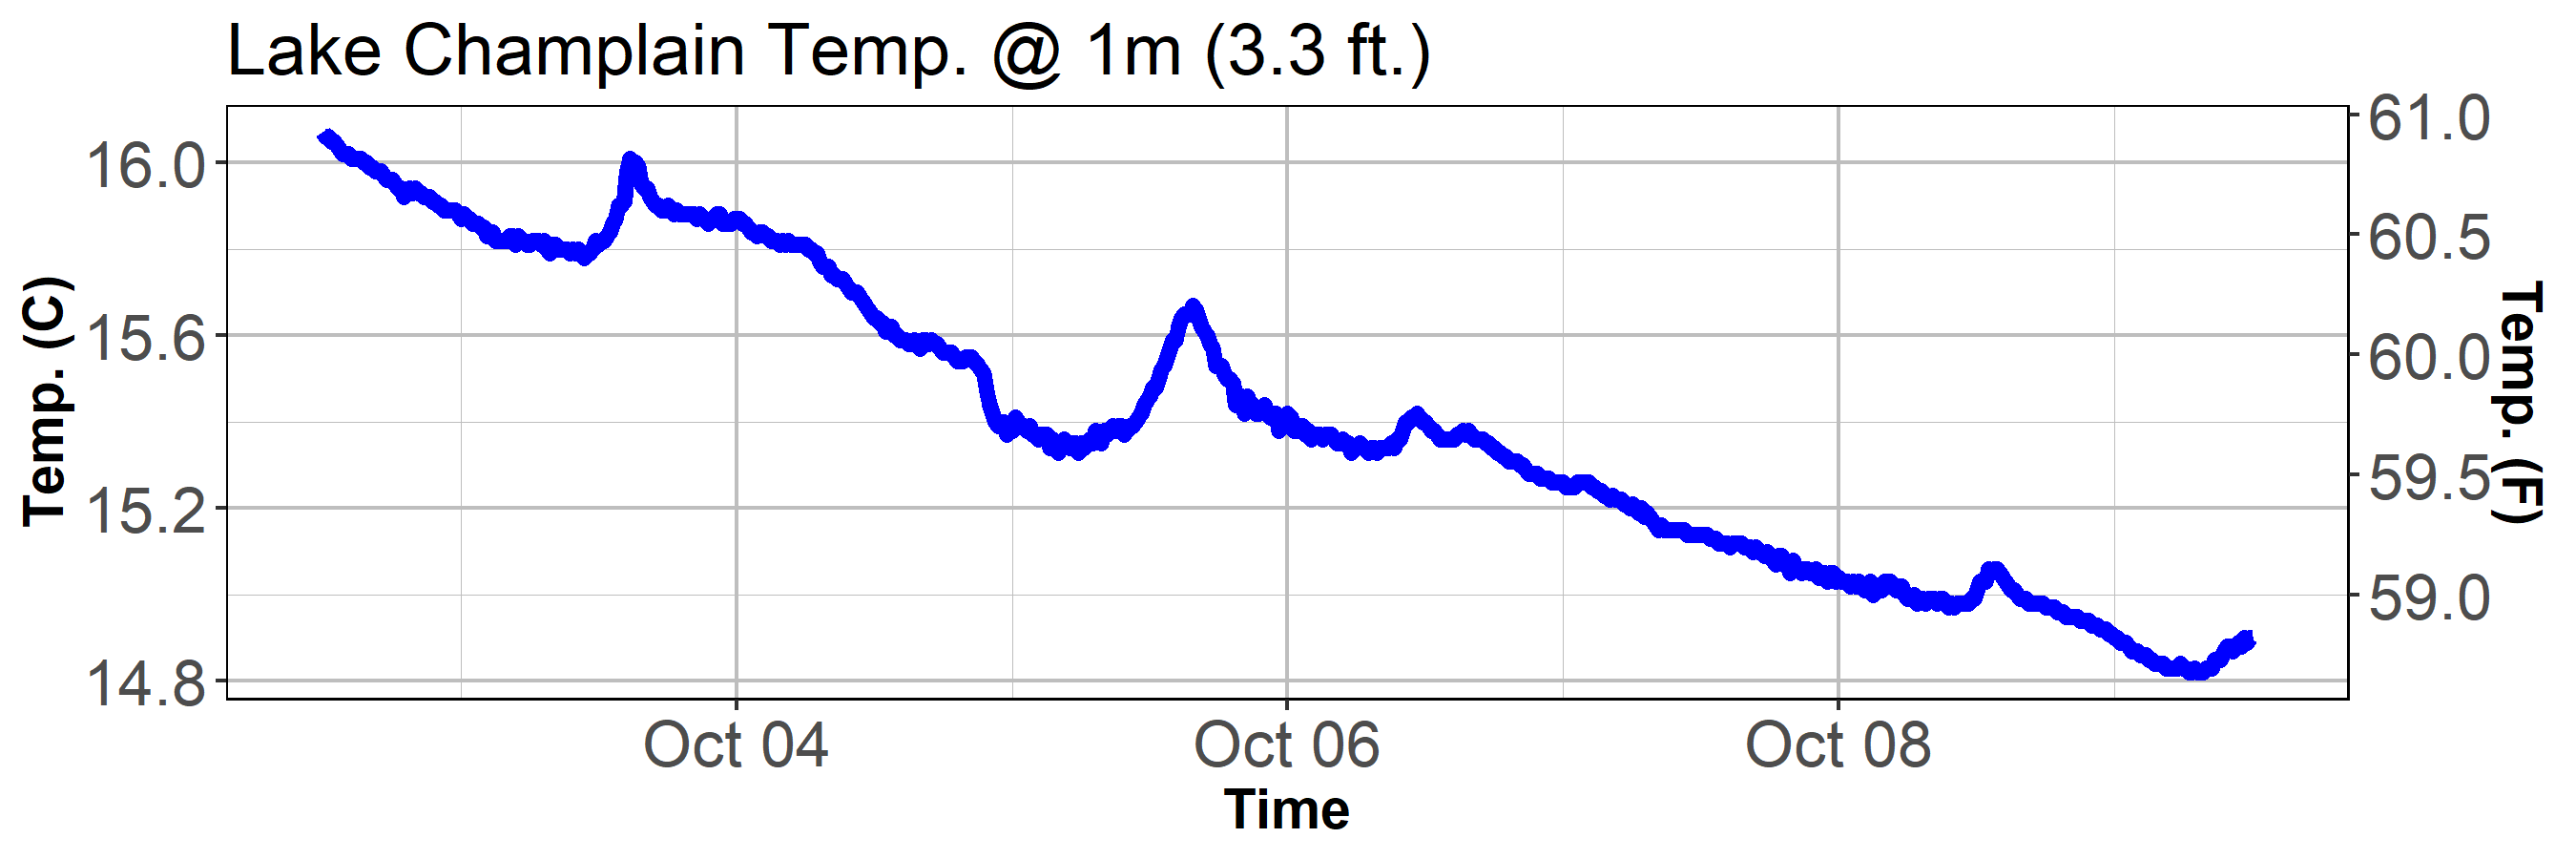 Lake Champlain Temp. @ 1m (3.3 ft.)
Temp. (C)
16.0
15.6
15.2
14.8
61.0
60.5
60.0
59.5
59.0
Temp. (F)
Oct 04
Oct 06
Oct 08
Time